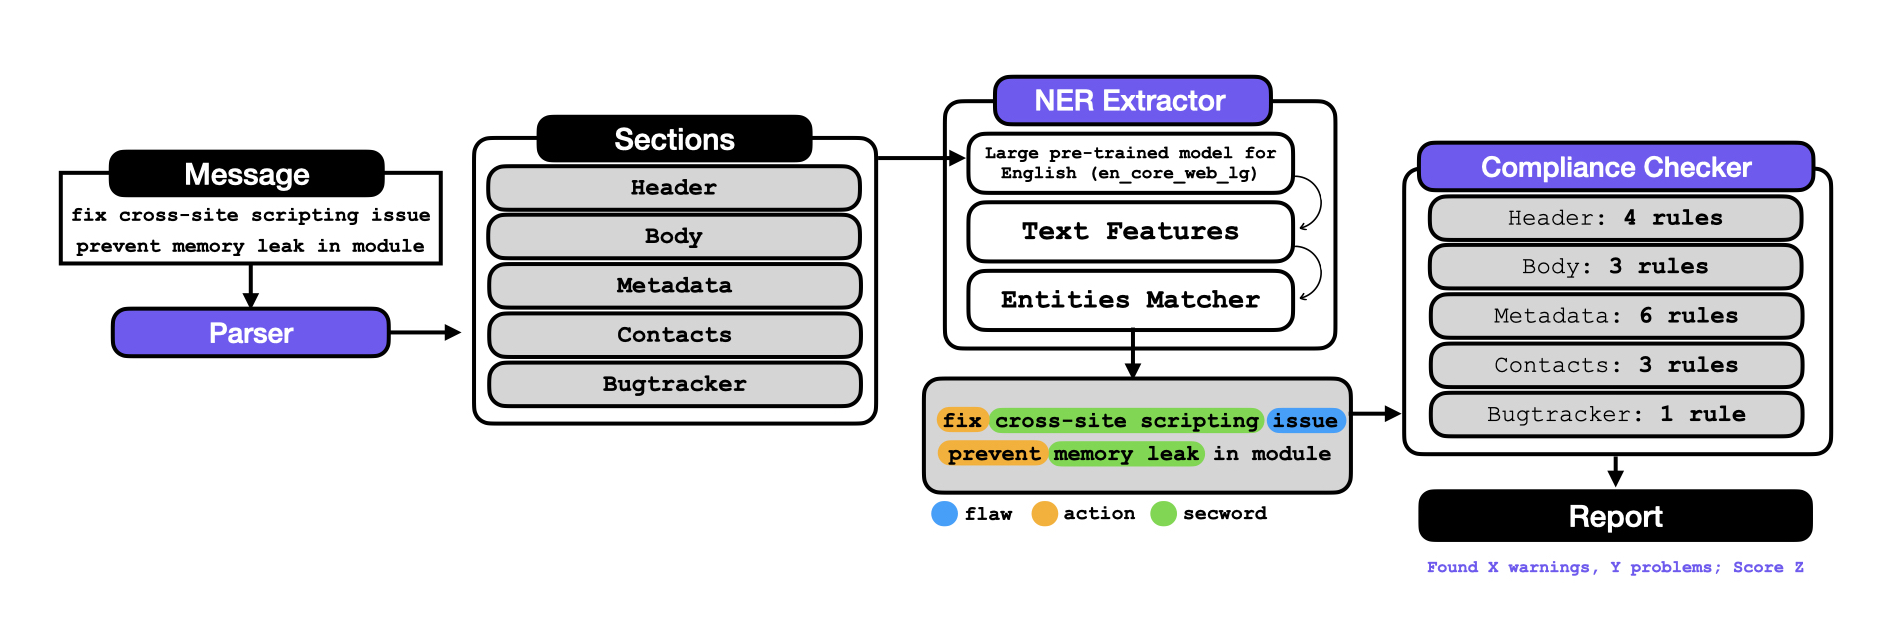 Message
fix cross-site scripting issue
prevent memory leak in module
Parser
Sections
Header
Body
Metadata
Contacts
Bugtracker
NER Extractor
Large pre-trained model for
English (en_core_web_lg)
Text Features
Entities Matcher
fix cross-site scripting issue
prevent memory leak in module
flaw action secword
Compliance Checker
Header: 4 rules
Body: 3 rules
Metadata: 6 rules
Contacts: 3 rules
Bugtracker: 1 rule
Report
Found X warnings, Y problems; Score Z